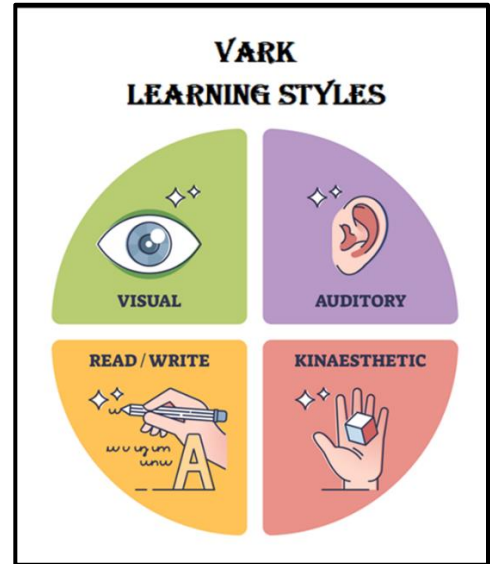 VARK
LEARNING STYLES
VISUAL
AUDITORY
READ / WRITE
KINAESTHETIC
A